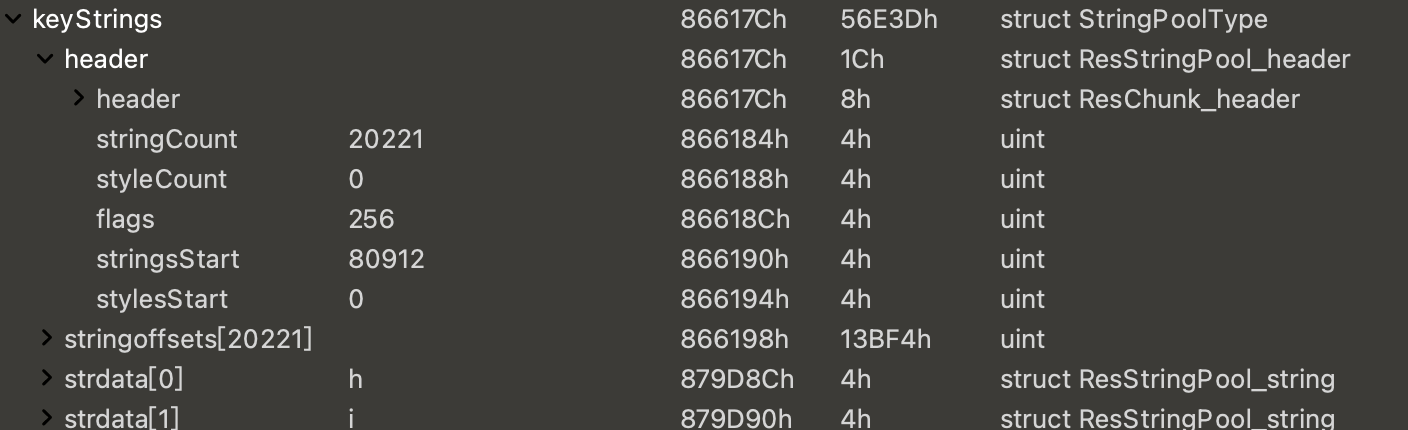 keyStrings 86617Ch 56E3Dh struct StringPoolType
header 86617Ch 1Ch struct ResStringPool_header
header 86617Ch 8h struct ResChunk_header
stringCount 20221 866184h 4h uint
styleCount 0 866188h 4h uint
flags 256 86618Ch 4h uint
stringsStart 80912 866190h 4h uint
stylesStart 0 866194h 4h uint
stringoffsets[20221] 866198h 13BF4h uint
strdata[0] h 879D8Ch 4h struct ResStringPool_string
strdata[1] i 879D90h 4h struct ResStringPool_string